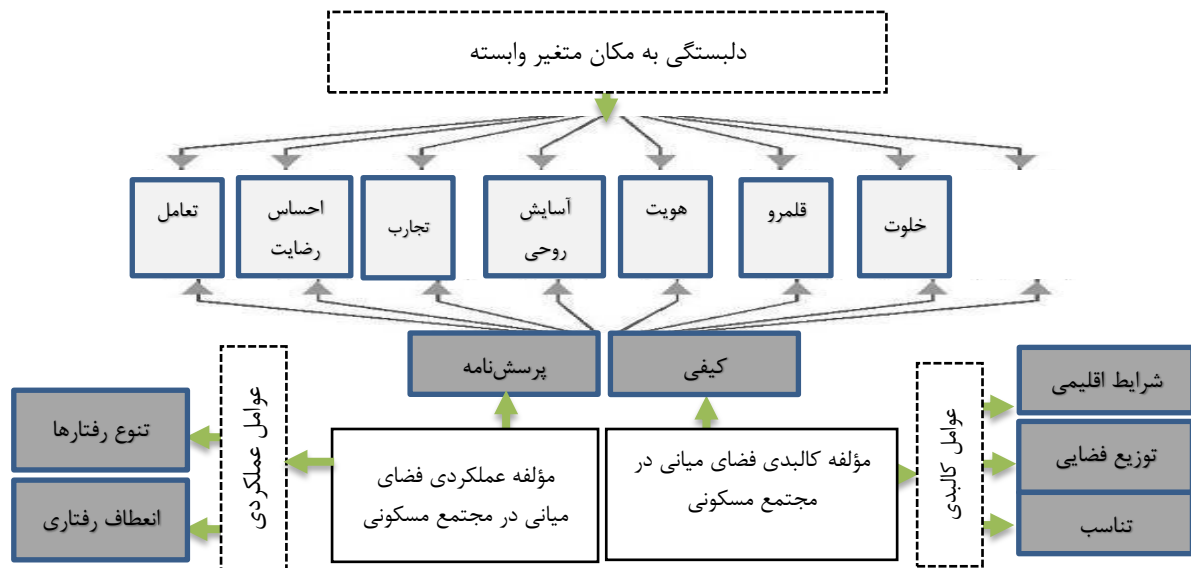 دلبستگی به مکان متغیر وابسته
خلوت
قلمرو
هویت
آسایش
روحی
تجارب
احساس
رضایت
تعامل
کیفی
پرسش‌نامه
شرایط اقلیمی
توزیع فضایی
تناسب
عوامل کالبدی
مؤلفه کالبدی فضای میانی در
مجتمع مسکونی
مؤلفه عملکردی فضای
میانی در مجتمع مسکونی
عوامل عملکردی
تنوع رفتارها
انعطاف رفتاری